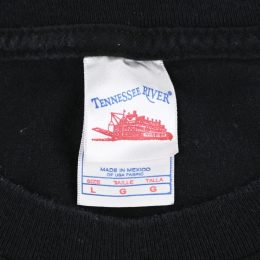 TENNESSEE RIVER®
MADE IN MEXICO
OF USA FABRIC
SIZE TAILLE TALLA
L G G